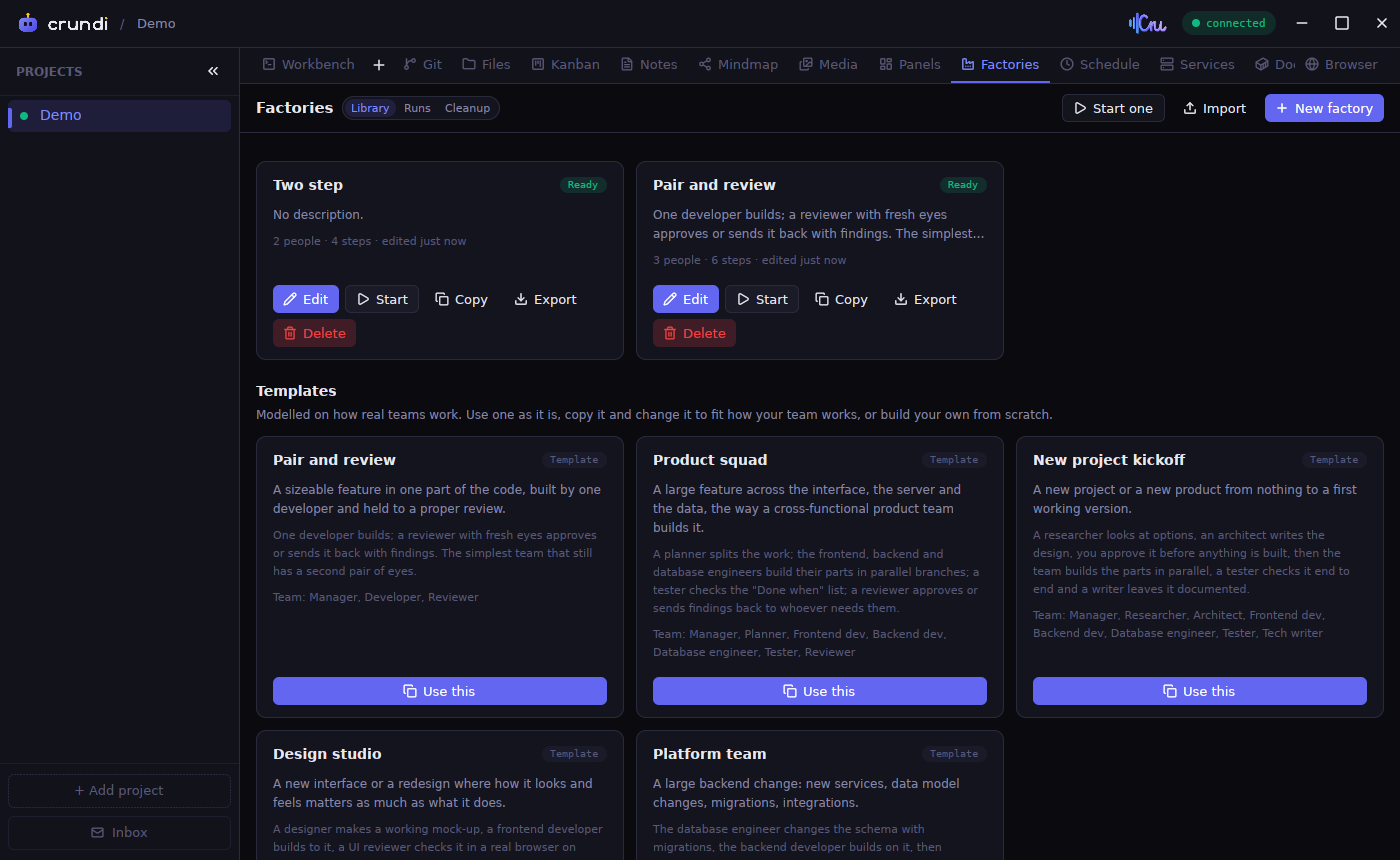 crundi / Demo
Cru
connected
PROJECTS
Demo
+ Add project
Inbox
Workbench
Git
Files
Kanban
Notes
Mindmap
Media
Panels
Factories
Schedule
Services
Do
Browser
Factories
Library
Runs
Cleanup
Start one
Import
+ New factory
Two step
Ready
No description.
2 people · 4 steps · edited just now
Edit
Start
Copy
Export
Delete
Pair and review
Ready
One developer builds; a reviewer with fresh eyes
approves or sends it back with findings. The simplest…
3 people · 6 steps · edited just now
Edit
Start
Copy
Export
Delete
Templates
Modelled on how real teams work. Use one as it is, copy it and change it to fit how your team works, or build your own from scratch.
Pair and review
Template
A sizeable feature in one part of the code, built by one
developer and held to a proper review.
One developer builds; a reviewer with fresh eyes approves
or sends it back with findings. The simplest team that still
has a second pair of eyes.
Team: Manager, Developer, Reviewer
Use this
Product squad
Template
A large feature across the interface, the server and
the data, the way a cross-functional product team
builds it.
A planner splits the work; the frontend, backend and
database engineers build their parts in parallel branches; a
tester checks the "Done when" list; a reviewer approves or
sends findings back to whoever needs them.
Team: Manager, Planner, Frontend dev, Backend dev,
Database engineer, Tester, Reviewer
Use this
New project kickoff
Template
A new project or a new product from nothing to a first
working version.
A researcher looks at options, an architect writes the
design, you approve it before anything is built, then the
team builds the parts in parallel, a tester checks it end to
end and a writer leaves it documented.
Team: Manager, Researcher, Architect, Frontend dev,
Backend dev, Database engineer, Tester, Tech writer
Use this
Design studio
Template
A new interface or a redesign where how it looks and
feels matters as much as what it does.
A designer makes a working mock-up, a frontend developer
builds to it, a UI reviewer checks it in a real browser on
Platform team
Template
A large backend change: new services, data model
changes, migrations, integrations.
The database engineer changes the schema with
migrations, the backend developer builds on it, then